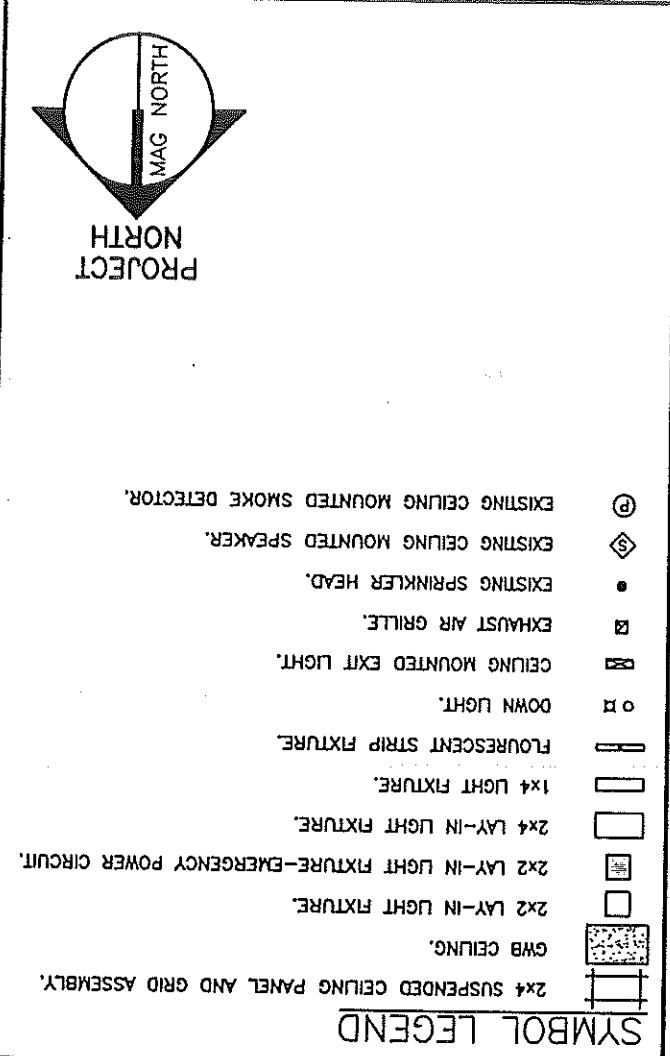 SYMBOL LEGEND
2x4 SUSPENDED CEILING PANEL AND GRID ASSEMBLY.
GWB CEILING.
2x2 LAY-IN LIGHT FIXTURE.
2x2 LAY-IN LIGHT FIXTURE-EMERGENCY POWER CIRCUIT.
2x4 LAY-IN LIGHT FIXTURE.
1x4 LIGHT FIXTURE.
FLOURESCENT STRIP FIXTURE.
DOWN LIGHT.
CEILING MOUNTED EXIT LIGHT.
EXHAUST AIR GRILLE.
EXISTING SPRINKLER HEAD.
S EXISTING CEILING MOUNTED SPEAKER.
P EXISTING CEILING MOUNTED SMOKE DETECTOR.
PROJECT
NORTH
MAG NORTH